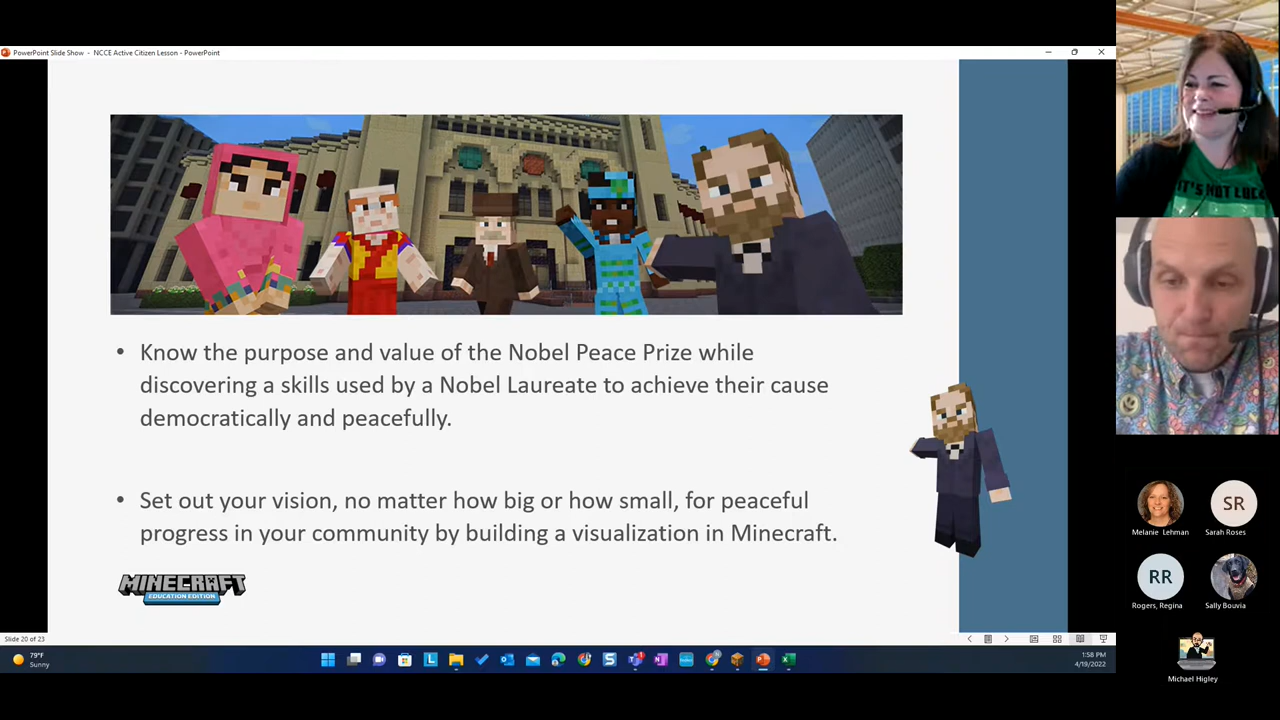 PowerPoint Slide Show - NCCE Active Citizen Lesson - PowerPoint
• Know the purpose and value of the Nobel Peace Prize while
discovering a skills used by a Nobel Laureate to achieve their cause
democratically and peacefully.
• Set out your vision, no matter how big or how small, for peaceful
progress in your community by building a visualization in Minecraft.
MINECRAFT
EDUCATION EDITION
Slide 20 of 23
79°F
Sunny
1:58 PM
4/19/2022
IT'S NOT
SR
Melanie Lehman
Sarah Roses
RR
Rogers, Regina
Sally Bouvia
Michael Higley